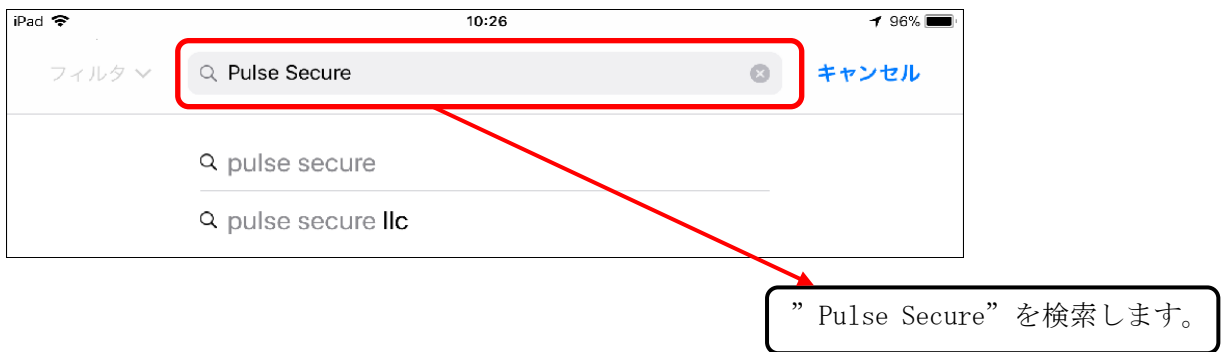 iPad 10:26 96%
フィルタ Pulse Secure キャンセル
pulse secure
pulse secure llc
”Pulse Secure”を検索します。